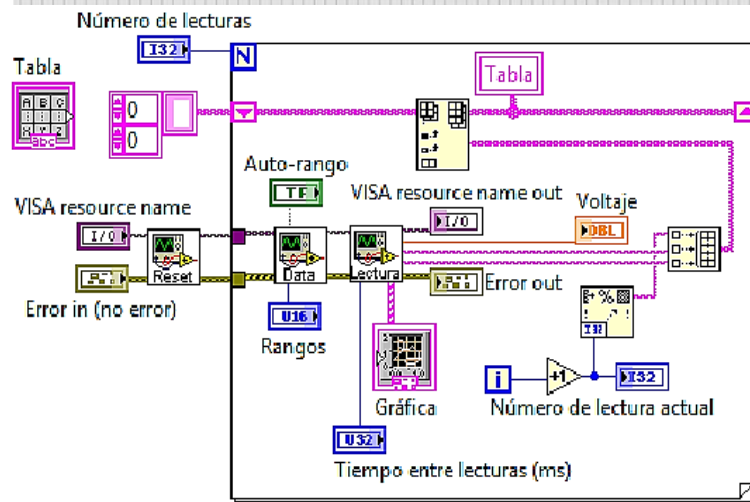 Número de lecturas
I32
N
Tabla
A B C
X Y Z
abc
0
0
Tabla
Auto-rango
TF
VISA resource name out
I/O
Voltaje
DBL
VISA resource name
I/O
Reset
Data
Lectura
Error in (no error)
Error out
U16
Rangos
I32
i
+1
I32
Gráfica
Número de lectura actual
U32
Tiempo entre lecturas (ms)